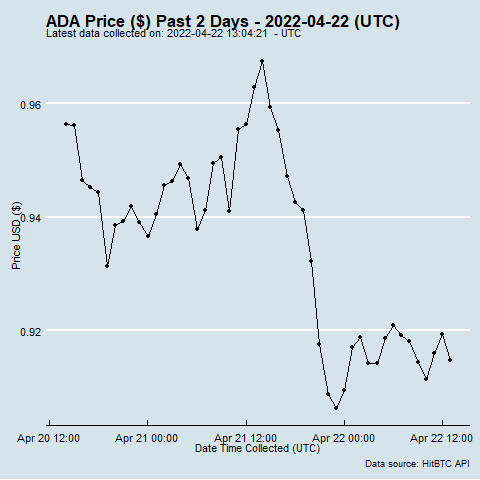 ADA Price ($) Past 2 Days - 2022-04-22 (UTC)
Latest data collected on: 2022-04-22 13:04:21  - UTC
Price USD ($)
0.96
0.94
0.92
Apr 20 12:00
Apr 21 00:00
Apr 21 12:00
Apr 22 00:00
Apr 22 12:00
Date Time Collected (UTC)
Data source: HitBTC API